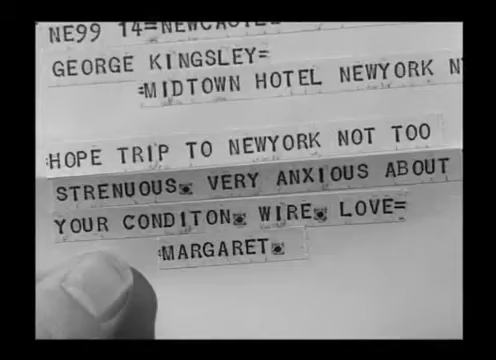 NE99 14=NEWCASTLE
GEORGE KINGSLEY=
=MIDTOWN HOTEL NEWYORK N
:HOPE TRIP TO NEWYORK NOT TOO
STRENUOUS. VERY ANXIOUS ABOUT
YOUR CONDITON. WIRE. LOVE=
:MARGARET.